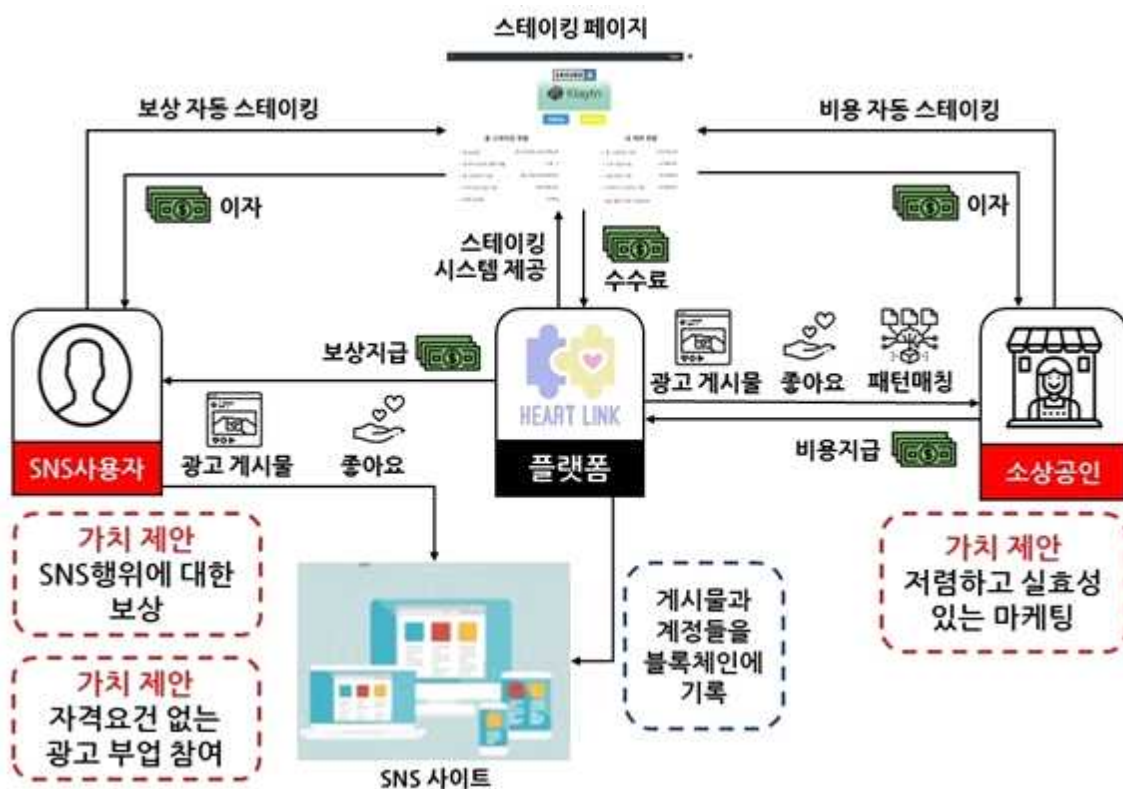 스테이킹 페이지
Klaytn
보상 자동 스테이킹
비용 자동 스테이킹
이자
이자
스테이킹
시스템 제공
수수료
보상지급
HEART LINK
광고 게시물
좋아요
패턴매칭
광고 게시물
좋아요
비용지급
SNS사용자
플랫폼
소상공인
가치 제안
SNS행위에 대한
보상
가치 제안
자격요건 없는
광고 부업 참여
게시물과
계정들을
블록체인에
기록
가치 제안
저렴하고 실효성
있는 마케팅
SNS 사이트